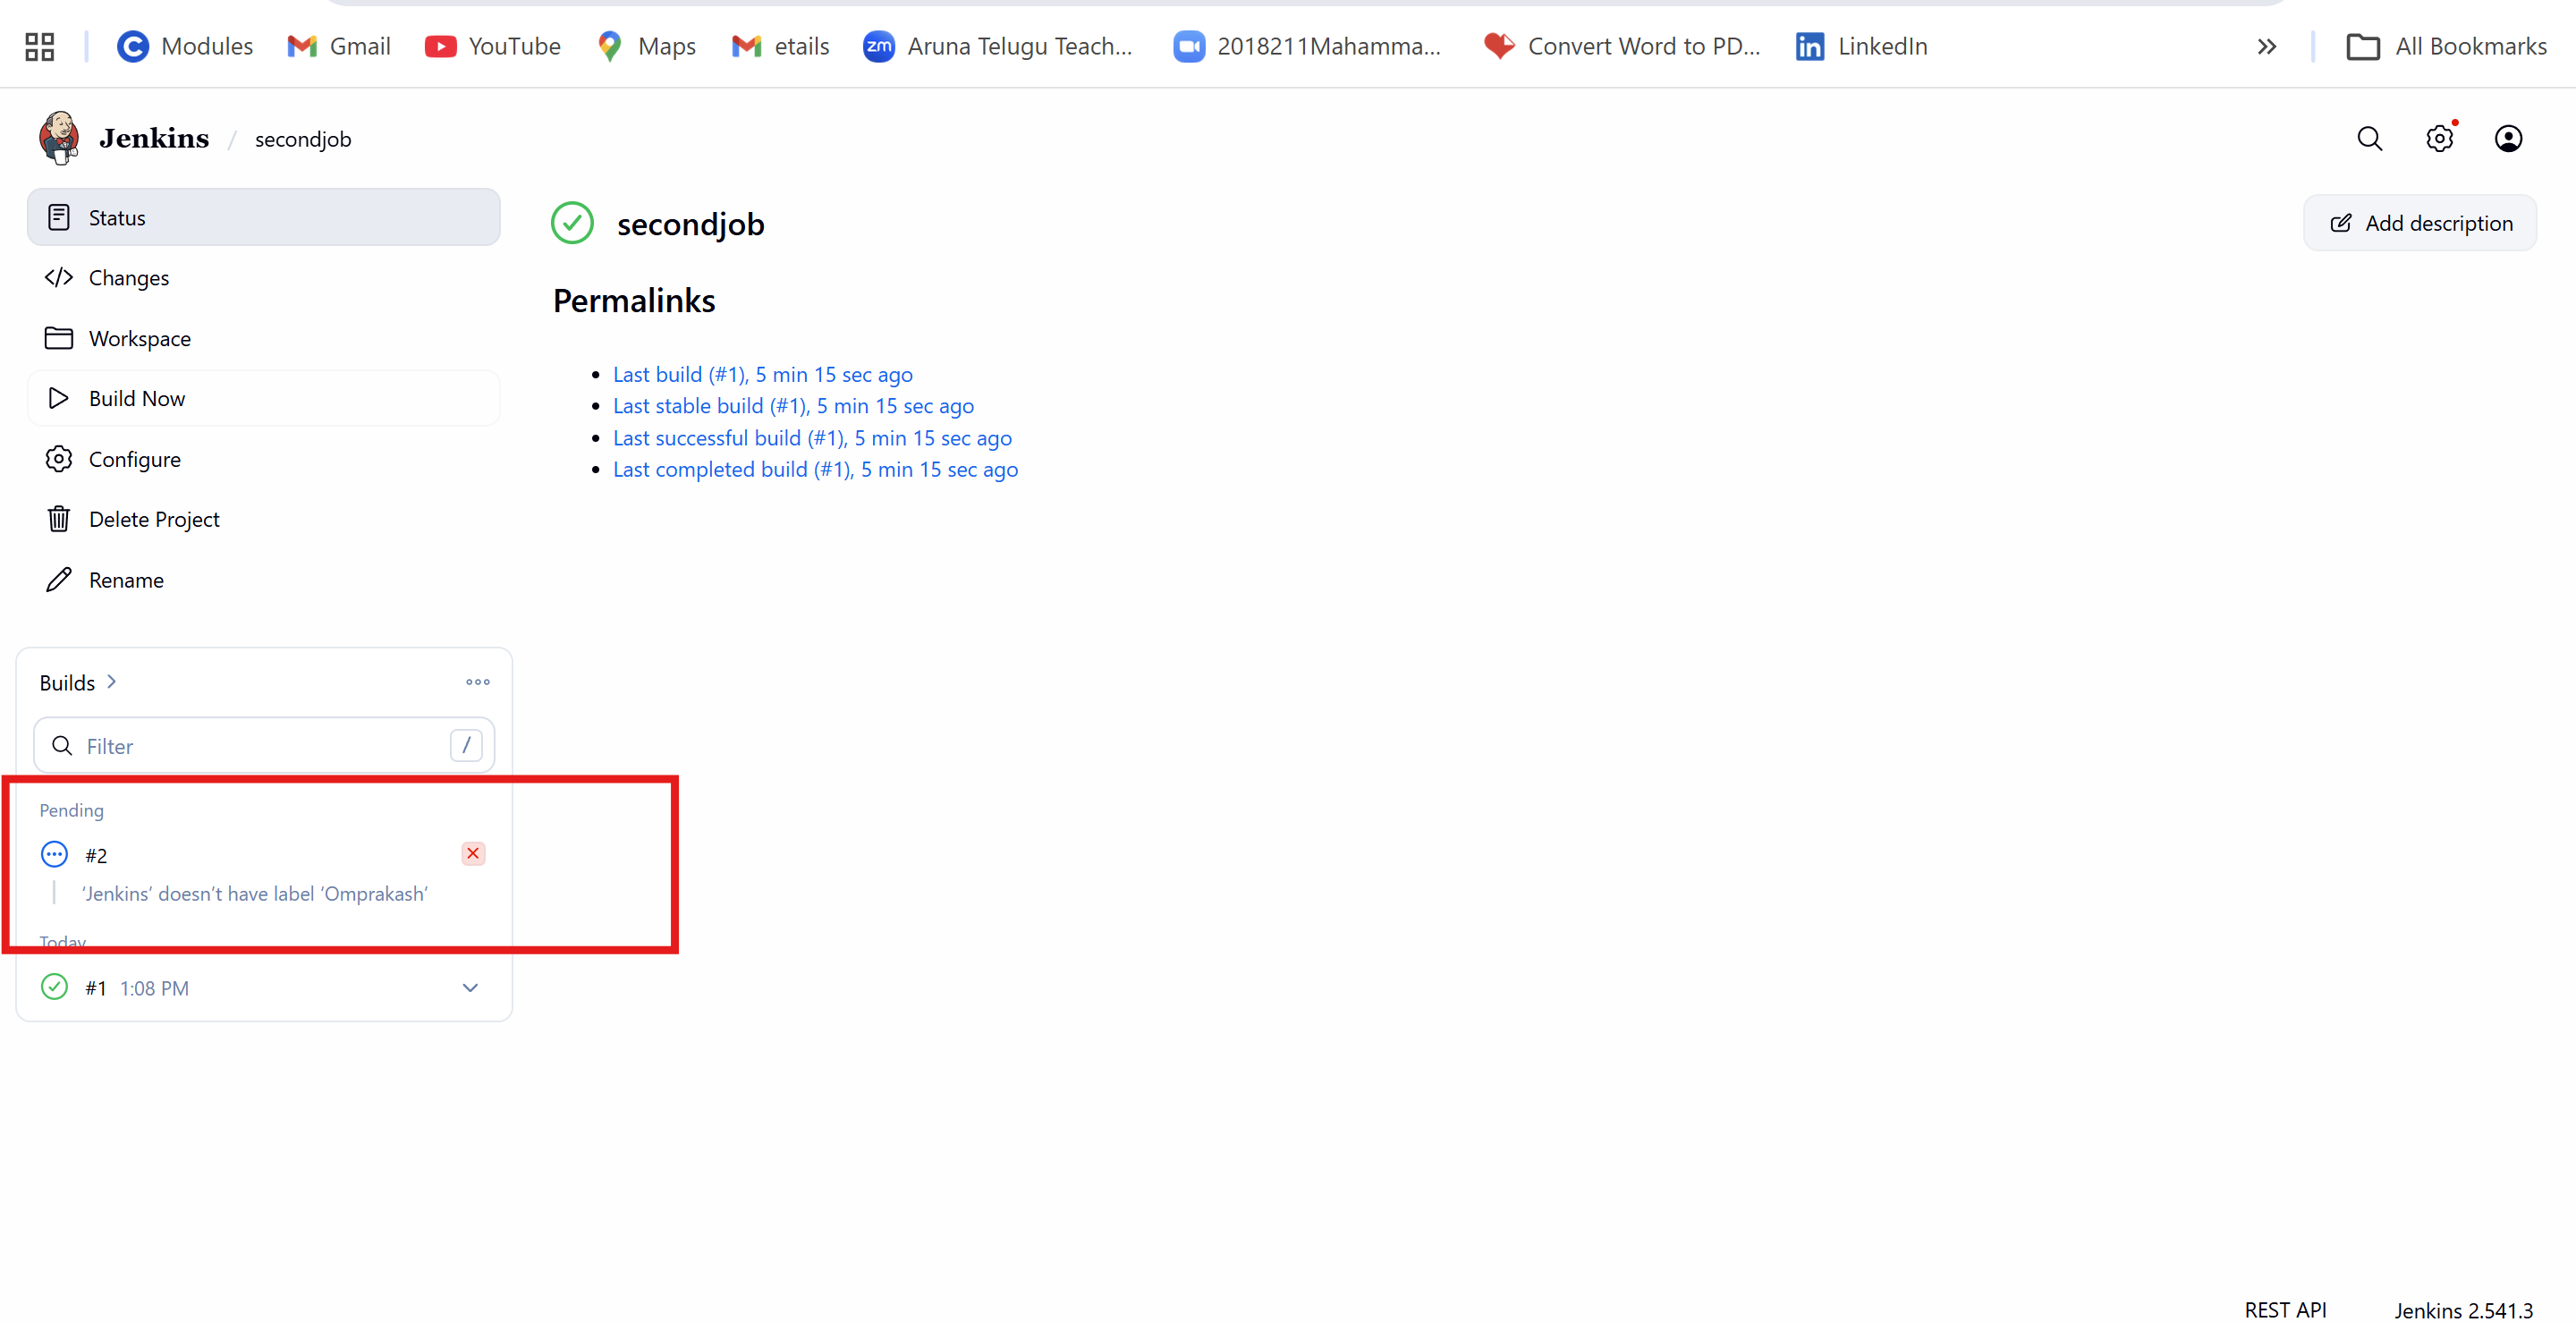 Modules Gmail YouTube Maps etails Aruna Telugu Teach... 2018211Mahamma... Convert Word to PD... LinkedIn All Bookmarks
Jenkins / secondjob
Status
Changes
Workspace
Build Now
Configure
Delete Project
Rename
secondjob
Add description
Permalinks
Last build (#1), 5 min 15 sec ago
Last stable build (#1), 5 min 15 sec ago
Last successful build (#1), 5 min 15 sec ago
Last completed build (#1), 5 min 15 sec ago
Builds
Filter /
Pending
#2
‘Jenkins’ doesn’t have label ‘Omprakash’
Today
#1 1:08 PM
REST API Jenkins 2.541.3